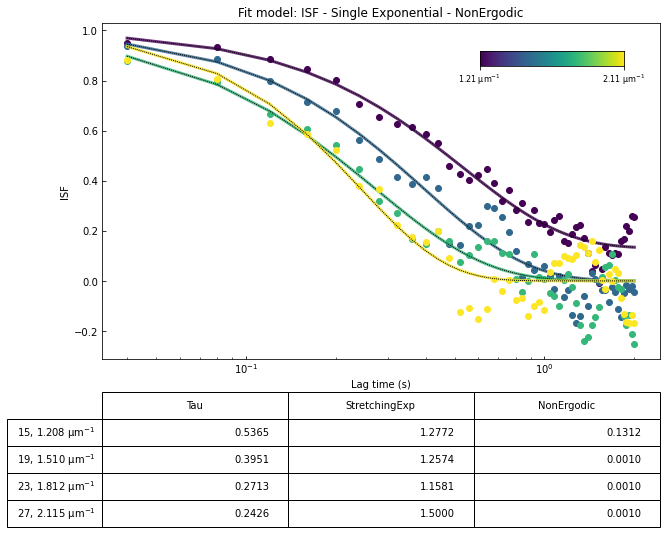 Fit model: ISF - Single Exponential - NonErgodic
1.0
0.8
0.6
0.4
0.2
0.0
−0.2
ISF
1.21 μm⁻¹ 2.11 μm⁻¹
10⁻¹ 10⁰
Lag time (s)
Tau StretchingExp NonErgodic
15, 1.208 μm⁻¹ 0.5365 1.2772 0.1312
19, 1.510 μm⁻¹ 0.3951 1.2574 0.0010
23, 1.812 μm⁻¹ 0.2713 1.1581 0.0010
27, 2.115 μm⁻¹ 0.2426 1.5000 0.0010